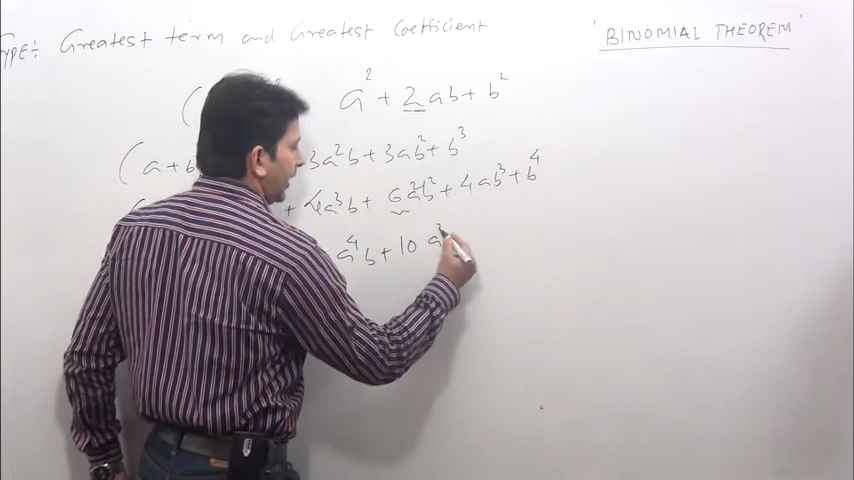 TYPE:- Greatest term and Greatest Coefficient
'BINOMIAL THEOREM'
( a² + 2ab + b²
(a+b 3a²b + 3ab² + b³
+ 4a³b + 6a²b² + 4ab³ + b⁴
a⁴b + 10 a³